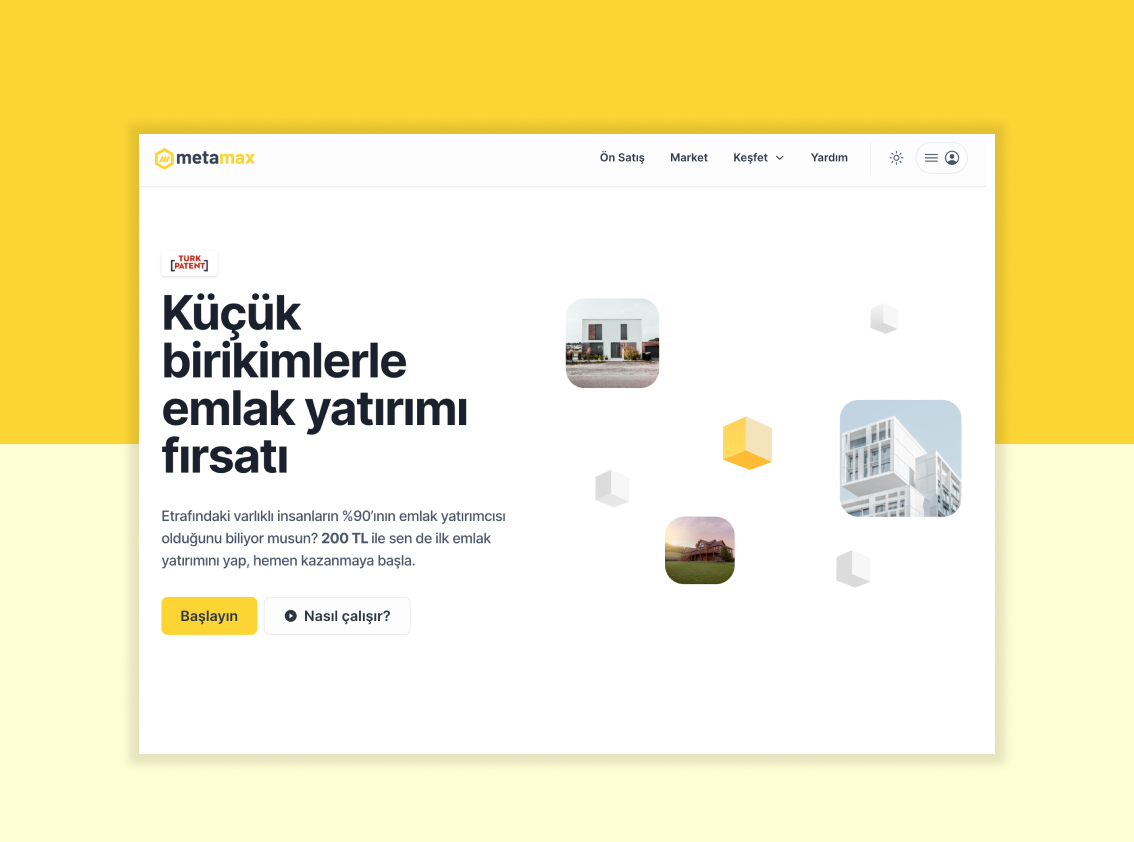 metamax
Ön Satış
Market
Keşfet
Yardım
TURK
PATENT
Küçük
birikimlerle
emlak yatırımı
fırsatı
Etrafındaki varlıklı insanların %90’ının emlak yatırımcısı
olduğunu biliyor musun? 200 TL ile sen de ilk emlak
yatırımını yap, hemen kazanmaya başla.
Başlayın
Nasıl çalışır?